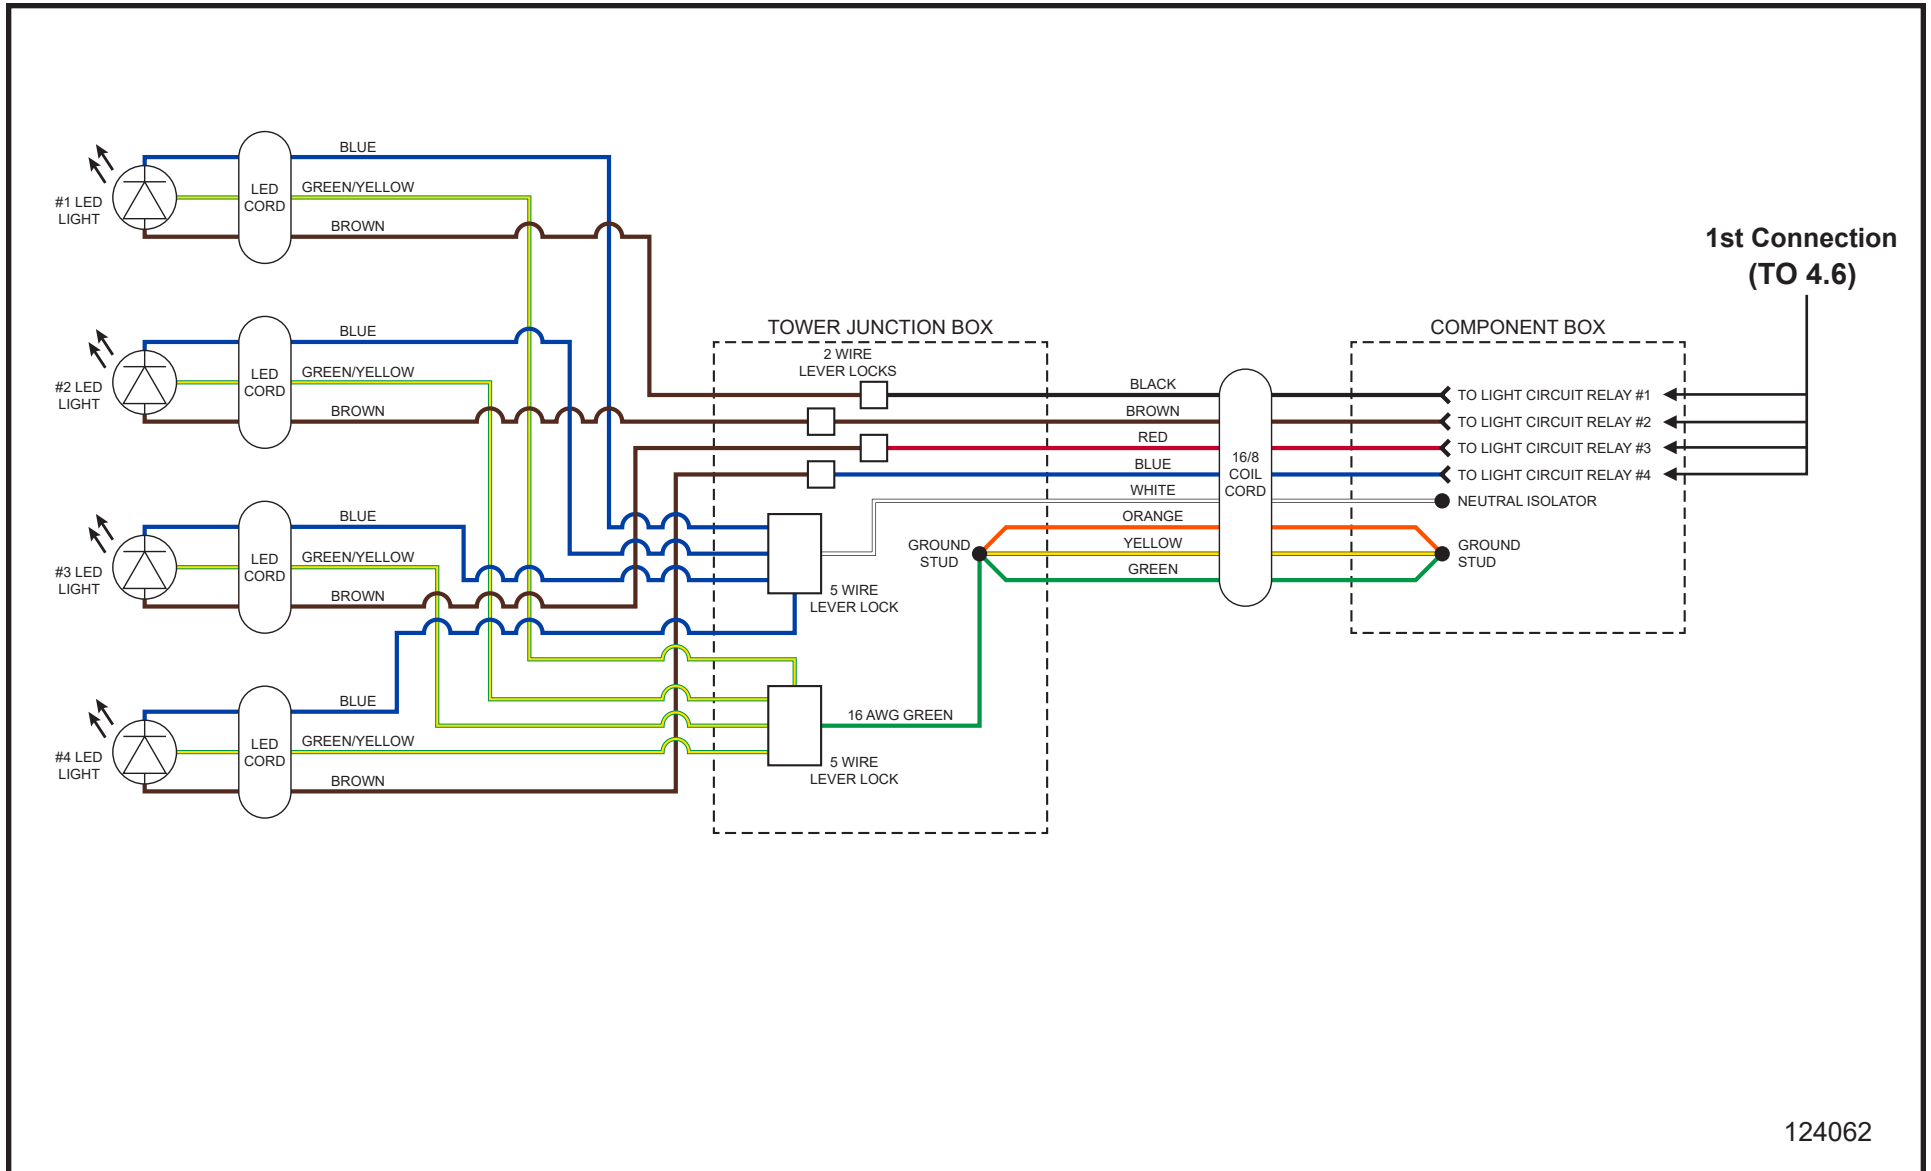 BLUE
GREEN/YELLOW
BROWN
LED
CORD
#1 LED
LIGHT
BLUE
GREEN/YELLOW
BROWN
LED
CORD
#2 LED
LIGHT
BLUE
GREEN/YELLOW
BROWN
LED
CORD
#3 LED
LIGHT
BLUE
GREEN/YELLOW
BROWN
LED
CORD
#4 LED
LIGHT
TOWER JUNCTION BOX
2 WIRE
LEVER LOCKS
5 WIRE
LEVER LOCK
16 AWG GREEN
5 WIRE
LEVER LOCK
GROUND
STUD
BLACK
BROWN
RED
BLUE
WHITE
ORANGE
YELLOW
GREEN
16/8
COIL
CORD
COMPONENT BOX
TO LIGHT CIRCUIT RELAY #1
TO LIGHT CIRCUIT RELAY #2
TO LIGHT CIRCUIT RELAY #3
TO LIGHT CIRCUIT RELAY #4
NEUTRAL ISOLATOR
GROUND
STUD
1st Connection
(TO 4.6)
124062